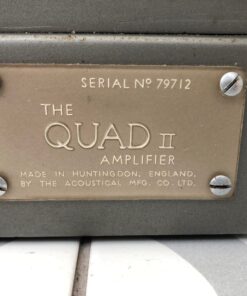 SERIAL Nº 79712
THE
QUAD II
AMPLIFIER
MADE IN HUNTINGDON, ENGLAND,
BY THE ACOUSTICAL MFG. CO. LTD.